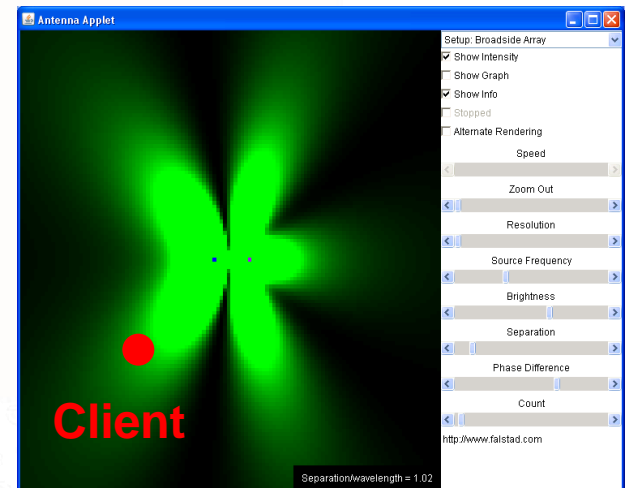 Antenna Applet
Setup: Broadside Array
Show Intensity
Show Graph
Show Info
Stopped
Alternate Rendering
Speed
Zoom Out
Resolution
Source Frequency
Brightness
Separation
Phase Difference
Count
http://www.falstad.com
Client
Separation/wavelength = 1.02